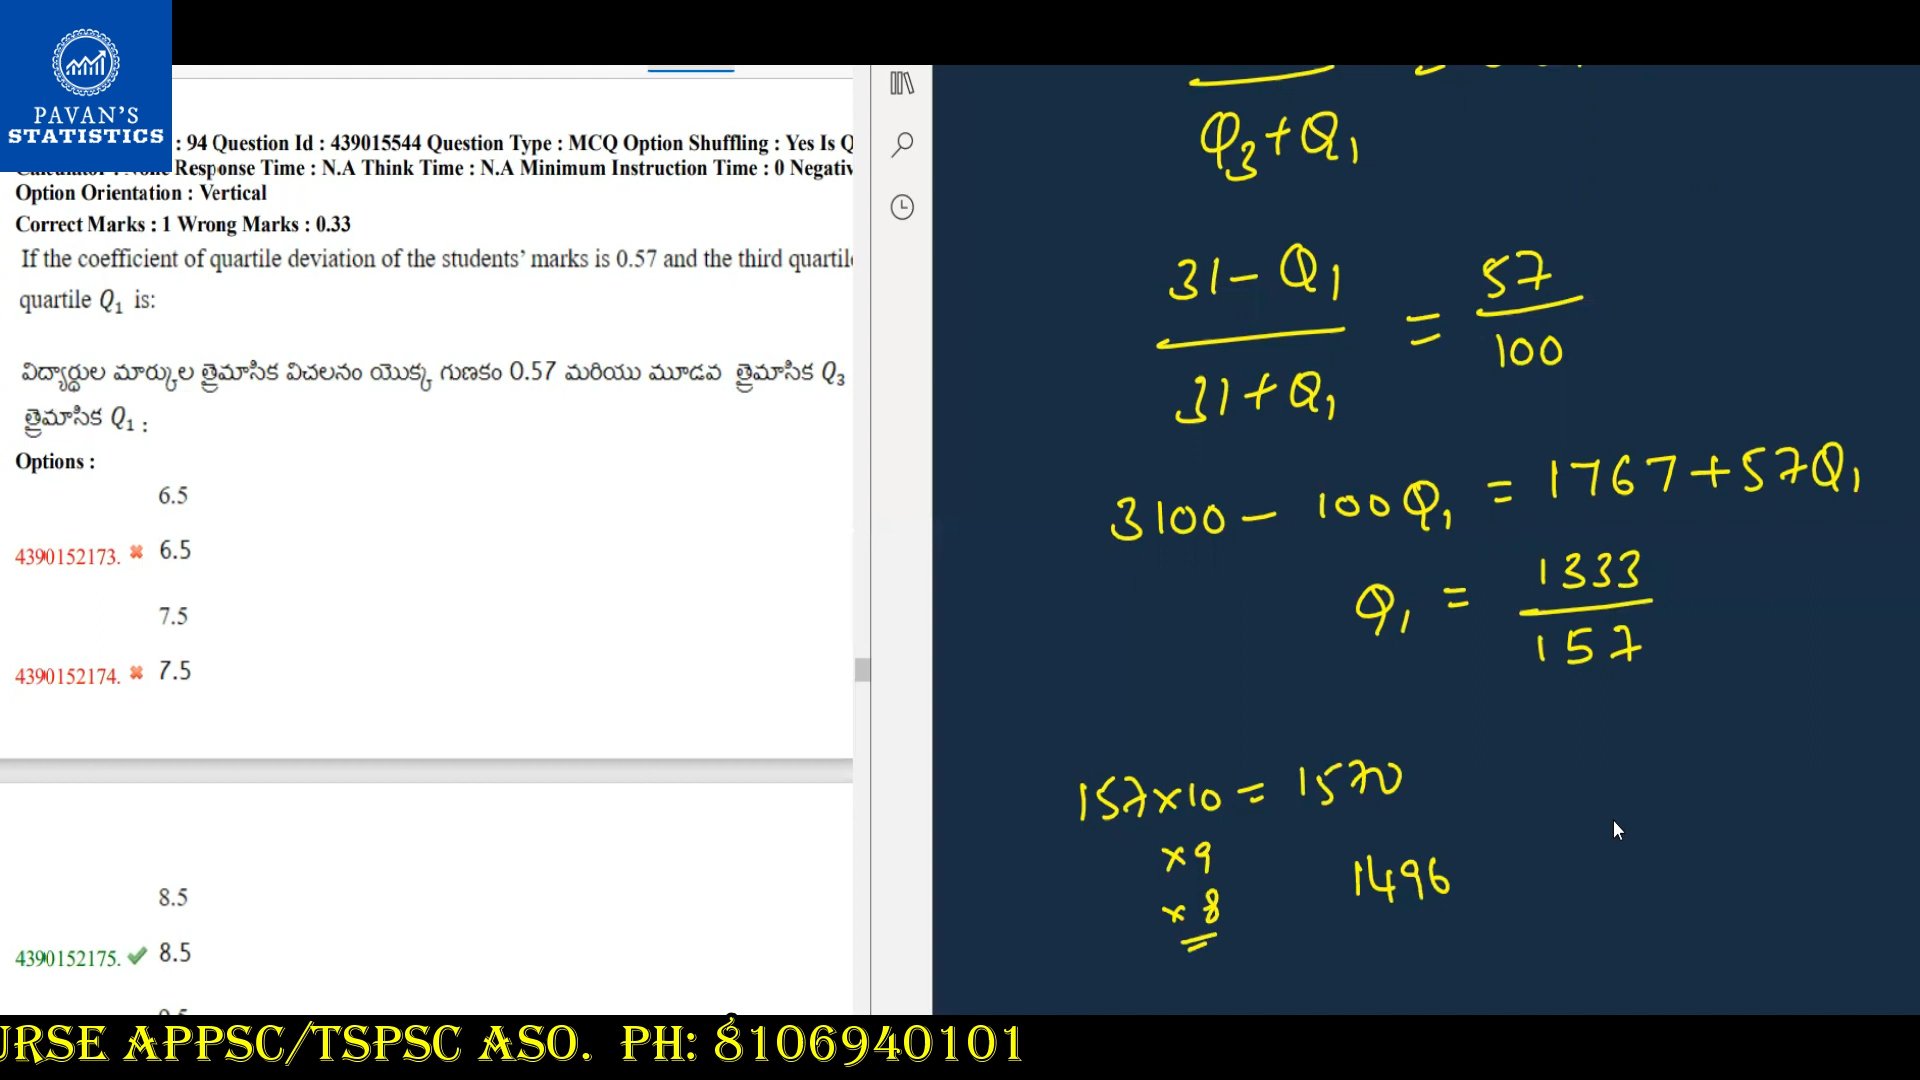 PAVAN'S
STATISTICS
: 94 Question Id : 439015544 Question Type : MCQ Option Shuffling : Yes Is Q
Response Time : N.A Think Time : N.A Minimum Instruction Time : 0 Negativ
Option Orientation : Vertical
Correct Marks : 1 Wrong Marks : 0.33
If the coefficient of quartile deviation of the students' marks is 0.57 and the third quartile
quartile Q₁ is:
విద్యార్థుల మార్కుల త్రైమాసిక విచలనం యొక్క గుణకం 0.57 మరియు మూడవ త్రైమాసిక Q₃
త్రైమాసిక Q₁ :
Options :
6.5
4390152173. ✖ 6.5
7.5
4390152174. ✖ 7.5
8.5
4390152175. ✔ 8.5
Q₃+Q₁
31 - Q₁
31 + Q₁
=
57
100
3100 - 100Q₁ = 1767 + 57Q₁
Q₁ =
1333
157
157×10 = 1570
×9
×8
1496
URSE APPSC/TSPSC ASO. PH: 8106940101